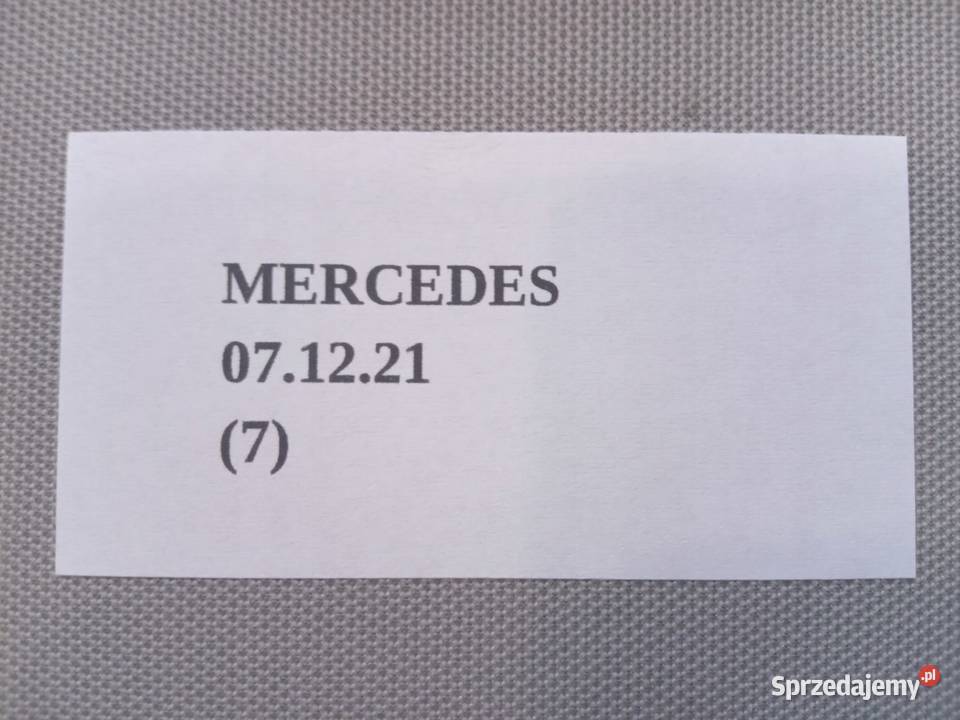 MERCEDES
07.12.21
(7)
Sprzedajemy.pl